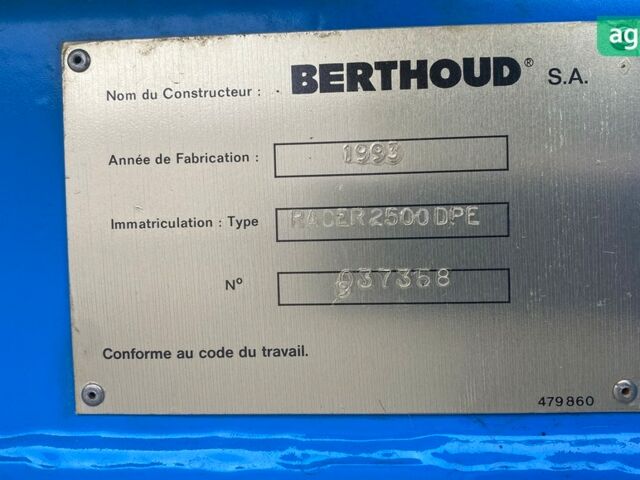 ag
Nom du Constructeur : BERTHOUD® S.A.
Année de Fabrication : 1993
Immatriculation : Type RACER 2500 DPE
N° 37368
Conforme au code du travail.
479860